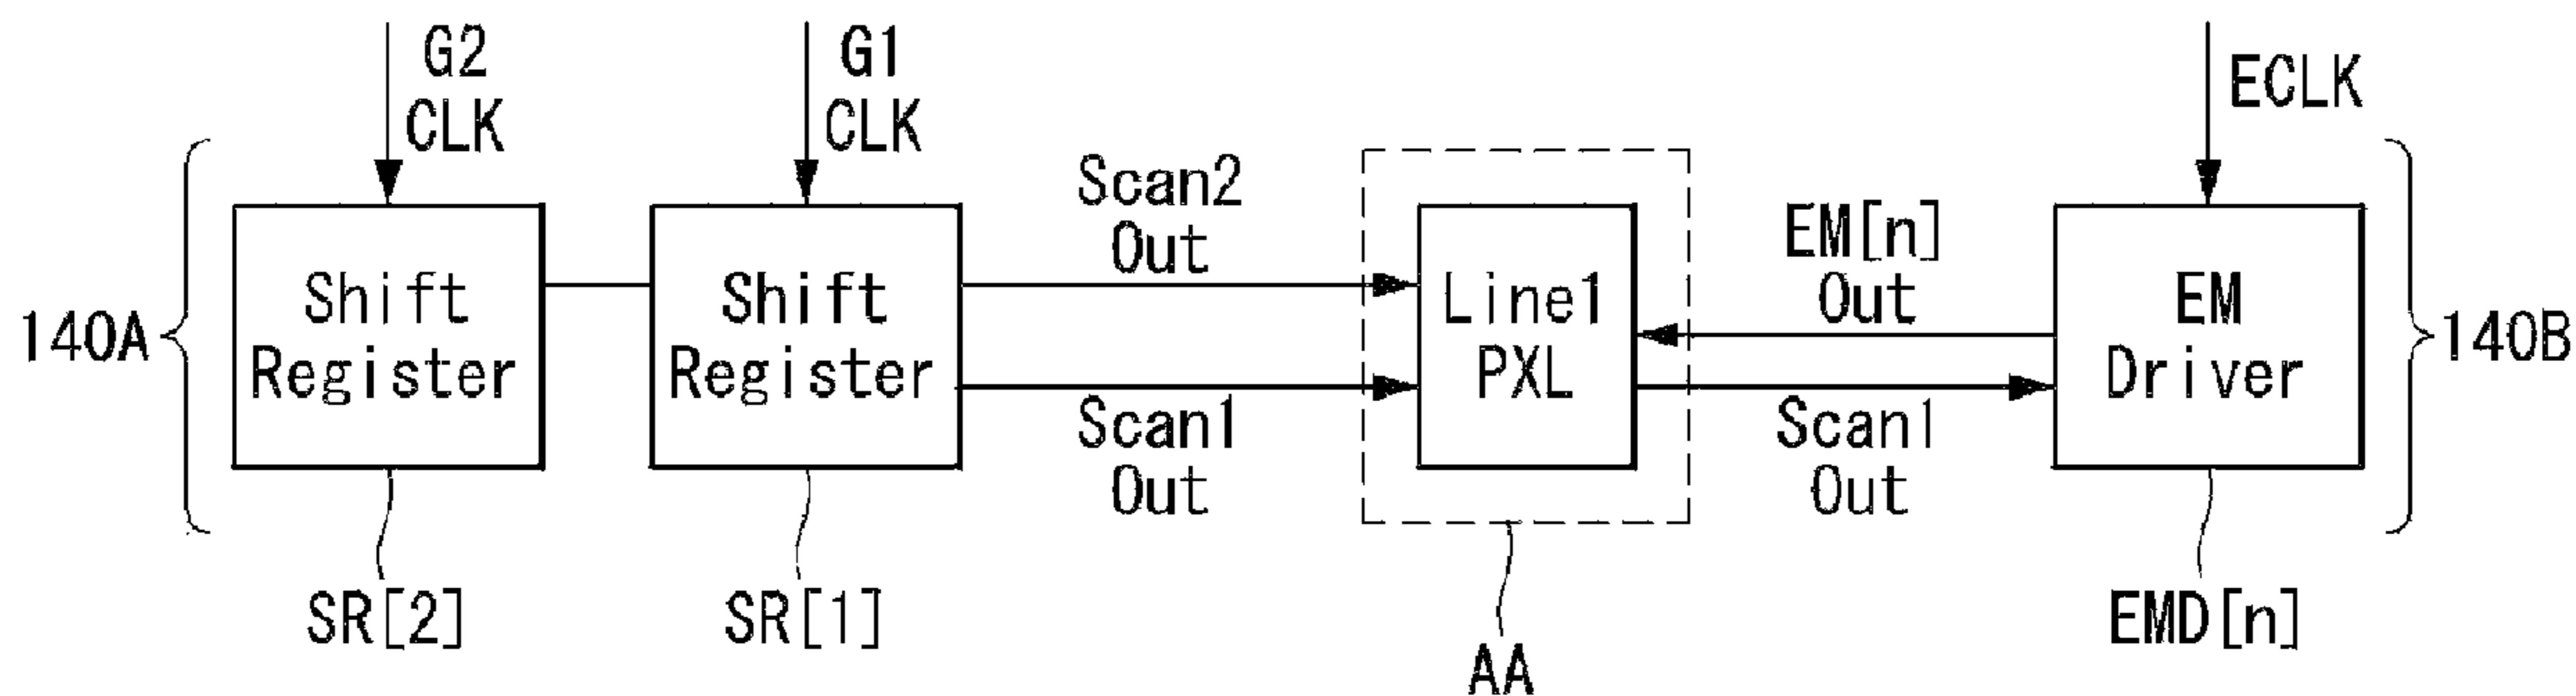 G2
CLK
G1
CLK
ECLK
Scan2
Out
EM[n]
Out
140A
Shift
Register
Shift
Register
Line1
PXL
EM
Driver
140B
Scan1
Out
Scan1
Out
SR[2]
SR[1]
AA
EMD[n]